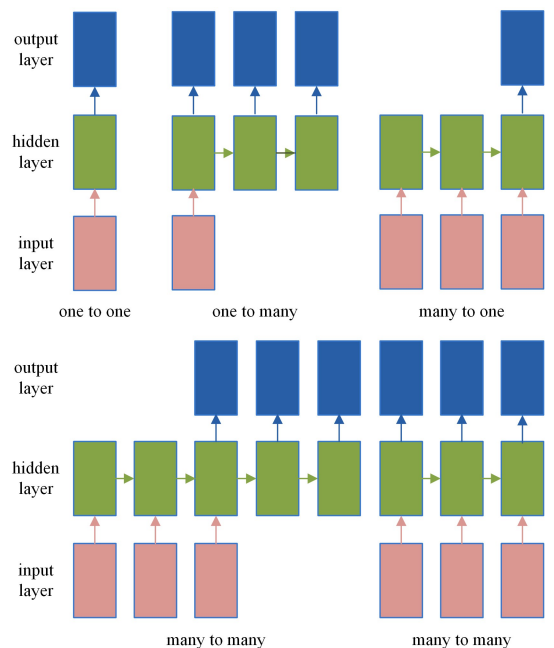 output
layer
hidden
layer
input
layer
one to one
one to many
many to one
output
layer
hidden
layer
input
layer
many to many
many to many